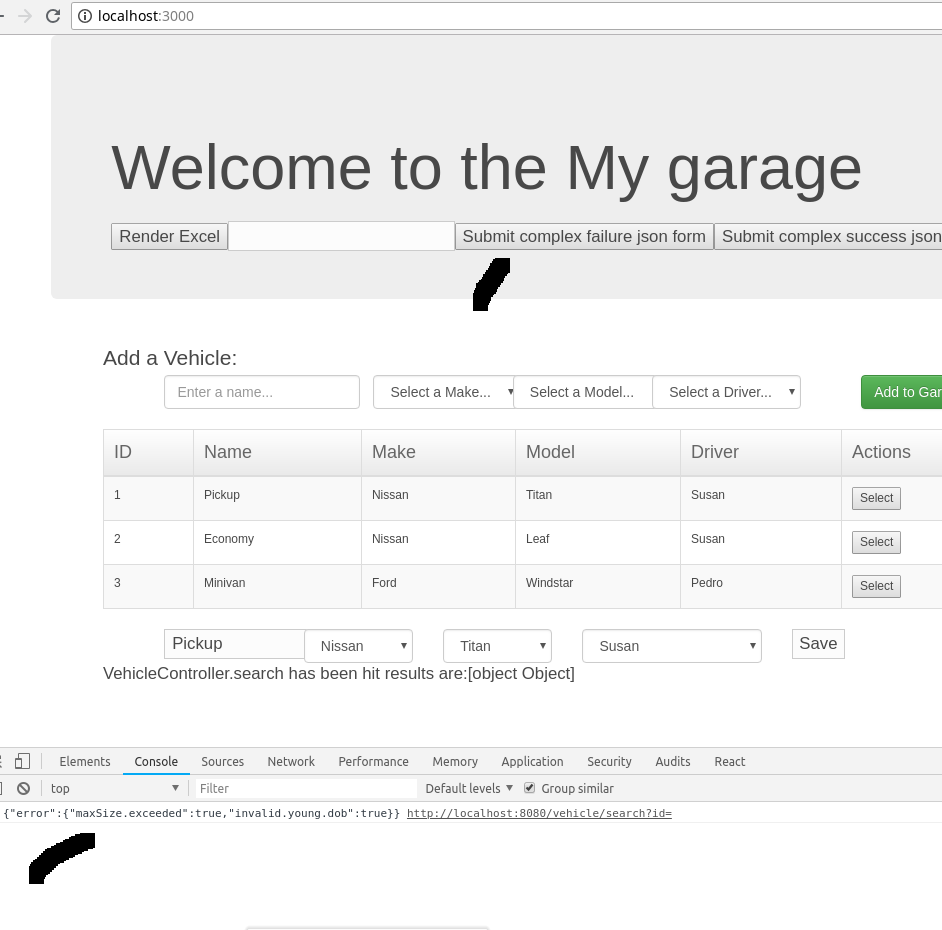 localhost:3000
Welcome to the My garage
Render Excel Submit complex failure json form Submit complex success json
Add a Vehicle:
Enter a name... Select a Make... Select a Model... Select a Driver... Add to Gar
ID Name Make Model Driver Actions
1 Pickup Nissan Titan Susan Select
2 Economy Nissan Leaf Susan Select
3 Minivan Ford Windstar Pedro Select
Pickup Nissan Titan Susan Save
VehicleController.search has been hit results are:[object Object]
Elements Console Sources Network Performance Memory Application Security Audits React
top Filter Default levels Group similar
{"error":{"maxSize.exceeded":true,"invalid.young.dob":true}} http://localhost:8080/vehicle/search?id=